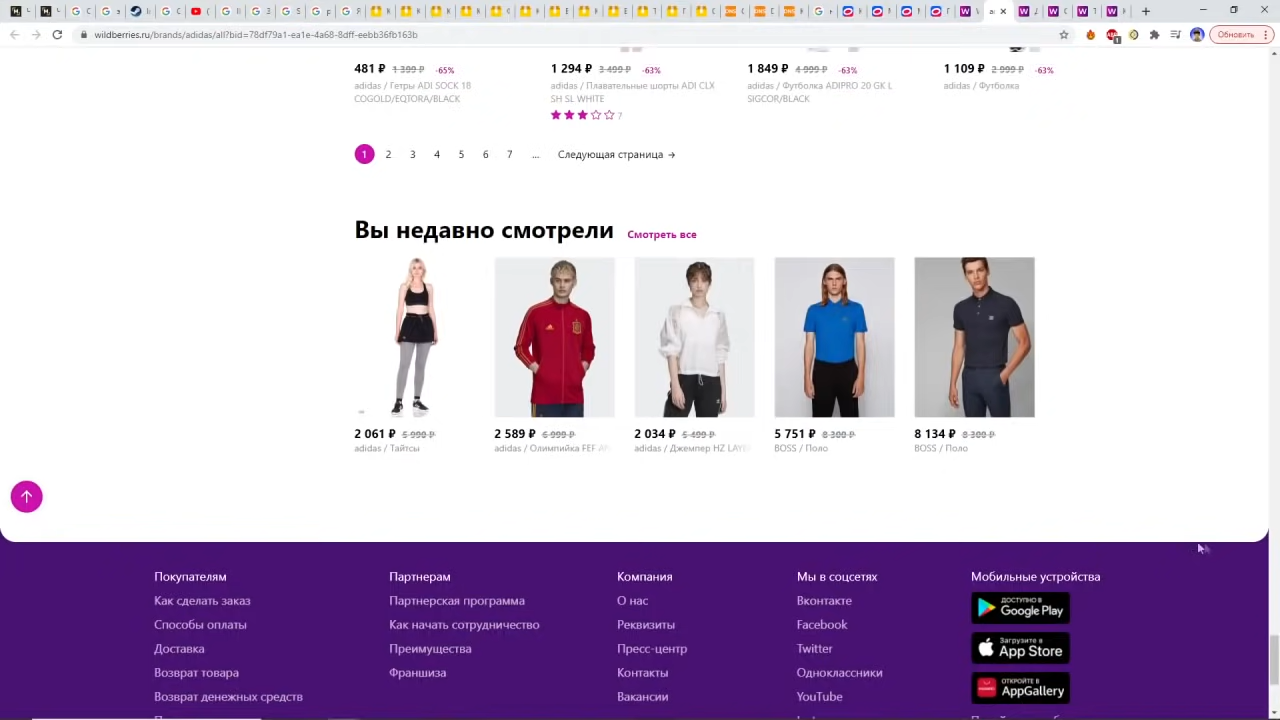 wildberries.ru/brands/adidas/all?bid=78df79a1-ea1e-4a68-8dff-eebb36fb163b
Обновить
481 ₽ 1 399 ₽ -65%
adidas / Гетры ADI SOCK 18
COGOLD/EQTORA/BLACK
1 294 ₽ 3 499 ₽ -63%
adidas / Плавательные шорты ADI CLX
SH SL WHITE
7
1 849 ₽ 4 999 ₽ -63%
adidas / Футболка ADIPRO 20 GK L
SIGCOR/BLACK
1 109 ₽ 2 999 ₽ -63%
adidas / Футболка
1 2 3 4 5 6 7 ... Следующая страница →
Вы недавно смотрели Смотреть все
2 061 ₽ 5 990 ₽
adidas / Тайтсы
2 589 ₽ 6 999 ₽
adidas / Олимпийка FEF
2 034 ₽ 5 499 ₽
adidas / Джемпер HZ
5 751 ₽ 8 300 ₽
BOSS / Поло
8 134 ₽ 8 300 ₽
BOSS / Поло
Покупателям
Как сделать заказ
Способы оплаты
Доставка
Возврат товара
Возврат денежных средств
Партнерам
Партнерская программа
Как начать сотрудничество
Преимущества
Франшиза
Компания
О нас
Реквизиты
Пресс-центр
Контакты
Вакансии
Мы в соцсетях
Вконтакте
Facebook
Twitter
Одноклассники
YouTube
Мобильные устройства
ДОСТУПНО В
Google Play
Загрузите в
App Store
ОТКРОЙТЕ В
AppGallery